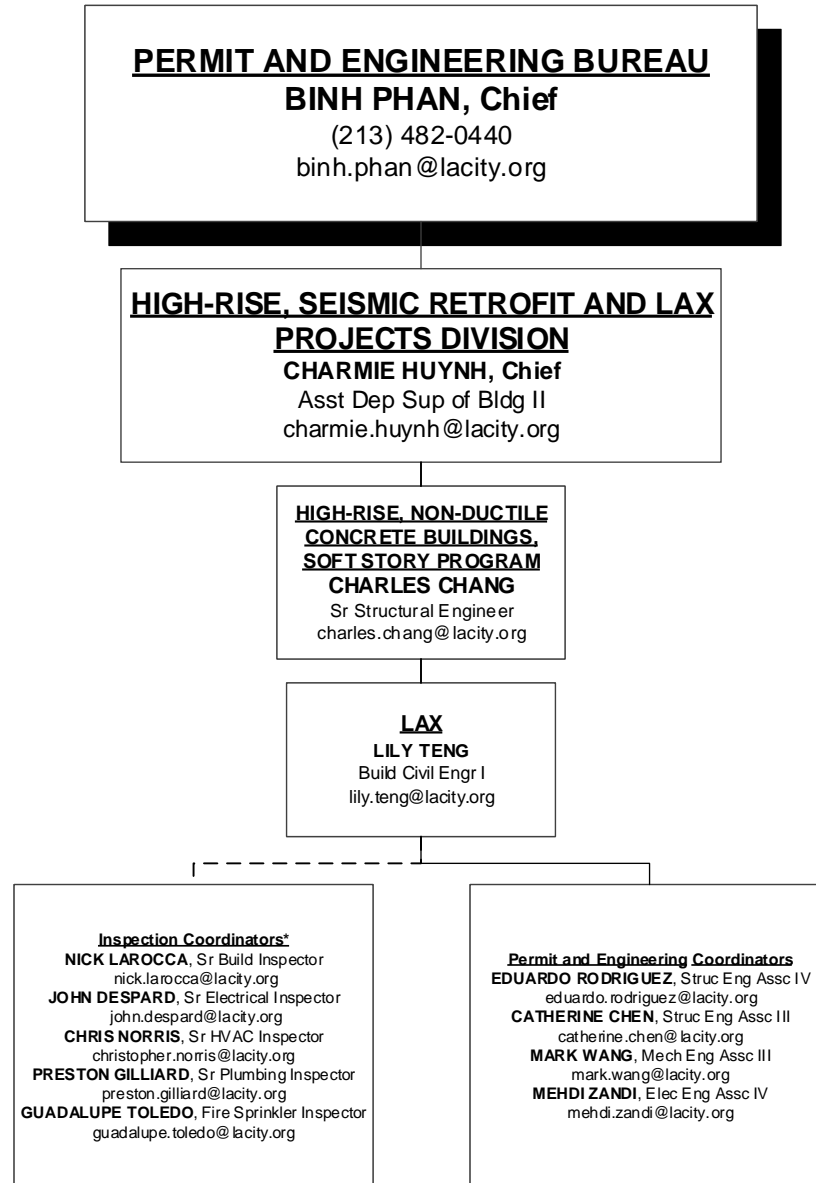 PERMIT AND ENGINEERING BUREAU
BINH PHAN, Chief
(213) 482-0440
binh.phan@lacity.org
HIGH-RISE, SEISMIC RETROFIT AND LAX
PROJECTS DIVISION
CHARMIE HUYNH, Chief
Asst Dep Sup of Bldg II
charmie.huynh@lacity.org
HIGH-RISE, NON-DUCTILE
CONCRETE BUILDINGS,
SOFT STORY PROGRAM
CHARLES CHANG
Sr Structural Engineer
charles.chang@lacity.org
LAX
LILY TENG
Build Civil Engr I
lily.teng@lacity.org
Inspection Coordinators*
NICK LAROCCA, Sr Build Inspector
nick.larocca@lacity.org
JOHN DESPARD, Sr Electrical Inspector
john.despard@lacity.org
CHRIS NORRIS, Sr HVAC Inspector
christopher.norris@lacity.org
PRESTON GILLIARD, Sr Plumbing Inspector
preston.gilliard@lacity.org
GUADALUPE TOLEDO, Fire Sprinkler Inspector
guadalupe.toledo@lacity.org
Permit and Engineering Coordinators
EDUARDO RODRIGUEZ, Struc Eng Assc IV
eduardo.rodriguez@lacity.org
CATHERINE CHEN, Struc Eng Assc III
catherine.chen@lacity.org
MARK WANG, Mech Eng Assc III
mark.wang@lacity.org
MEHDI ZANDI, Elec Eng Assc IV
mehdi.zandi@lacity.org